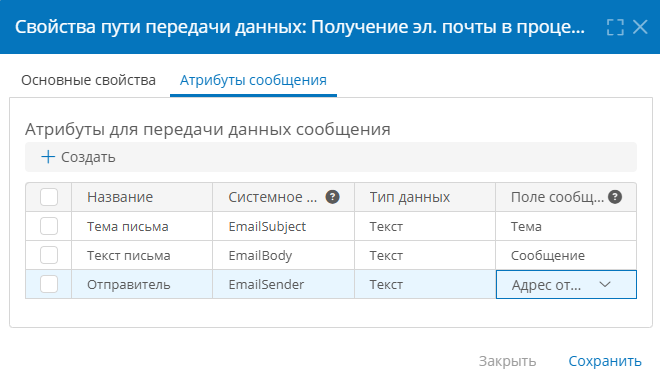 Свойства пути передачи данных: Получение эл. почты в проце...
Основные свойства Атрибуты сообщения
Атрибуты для передачи данных сообщения
+ Создать
Название Системное ... ? Тип данных Поле сообщ... ?
Тема письма EmailSubject Текст Тема
Текст письма EmailBody Текст Сообщение
Отправитель EmailSender Текст Адрес от...
Закрыть Сохранить